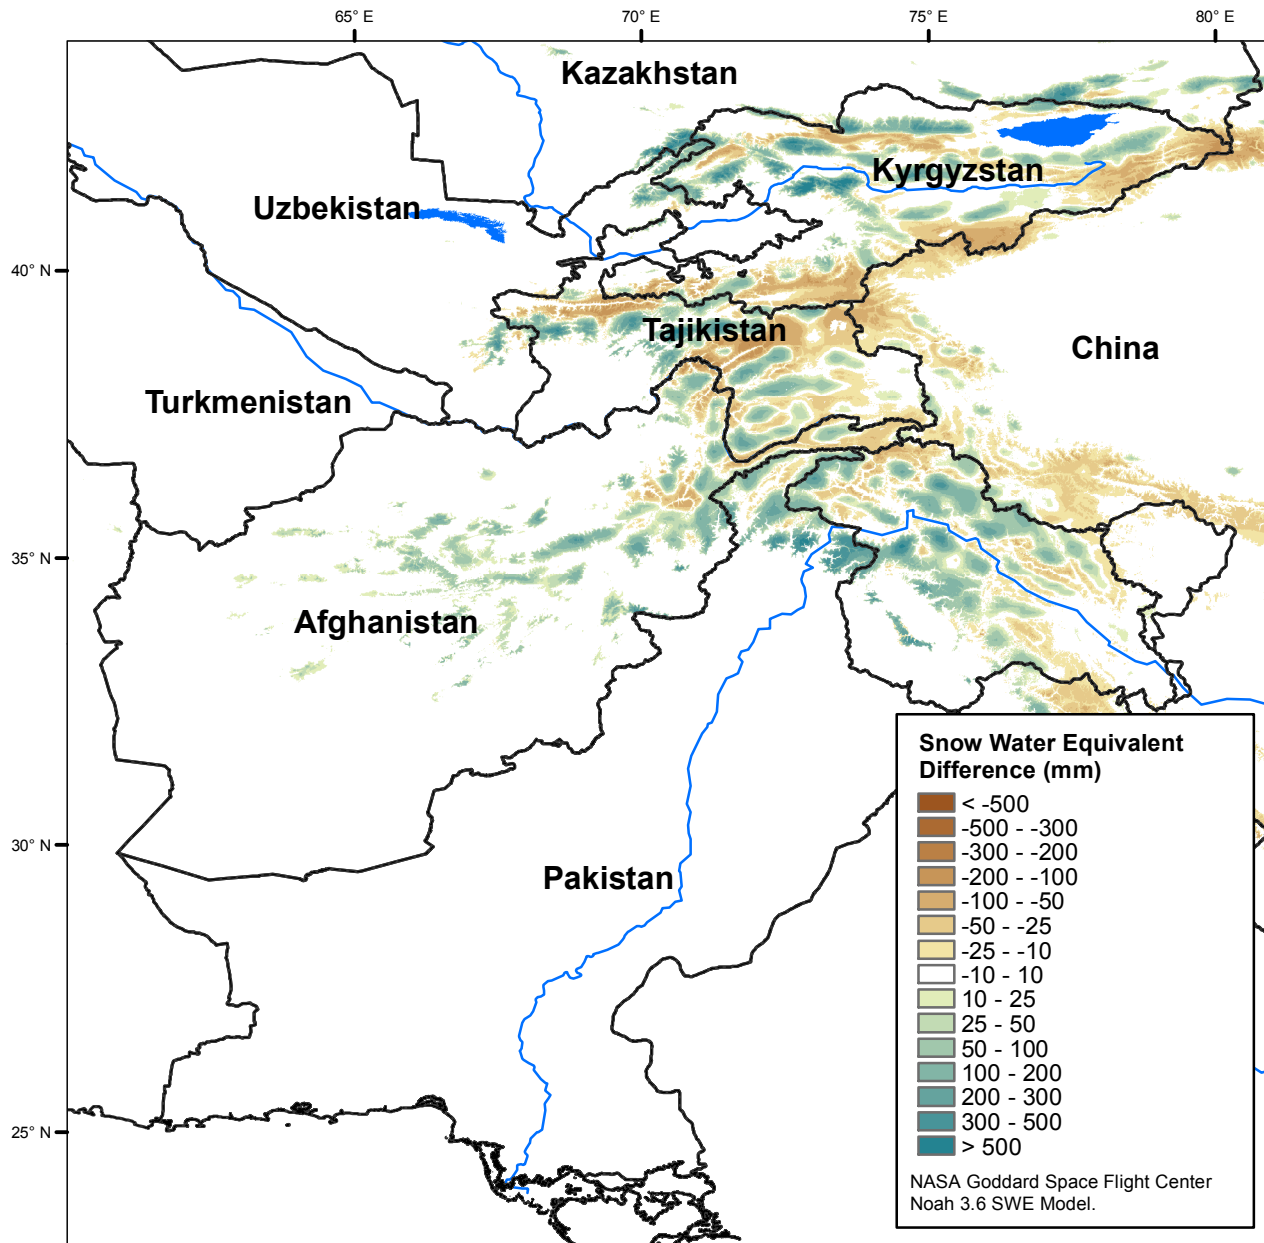 65° E
70° E
75° E
80° E
Kazakhstan
Kyrgyzstan
Uzbekistan
40° N
Tajikistan
China
Turkmenistan
35° N
Afghanistan
Snow Water Equivalent
Difference (mm)
< -500
-500 - -300
-300 - -200
-200 - -100
-100 - -50
-50 - -25
-25 - -10
-10 - 10
10 - 25
25 - 50
50 - 100
100 - 200
200 - 300
300 - 500
> 500
30° N
Pakistan
25° N
NASA Goddard Space Flight Center
Noah 3.6 SWE Model.